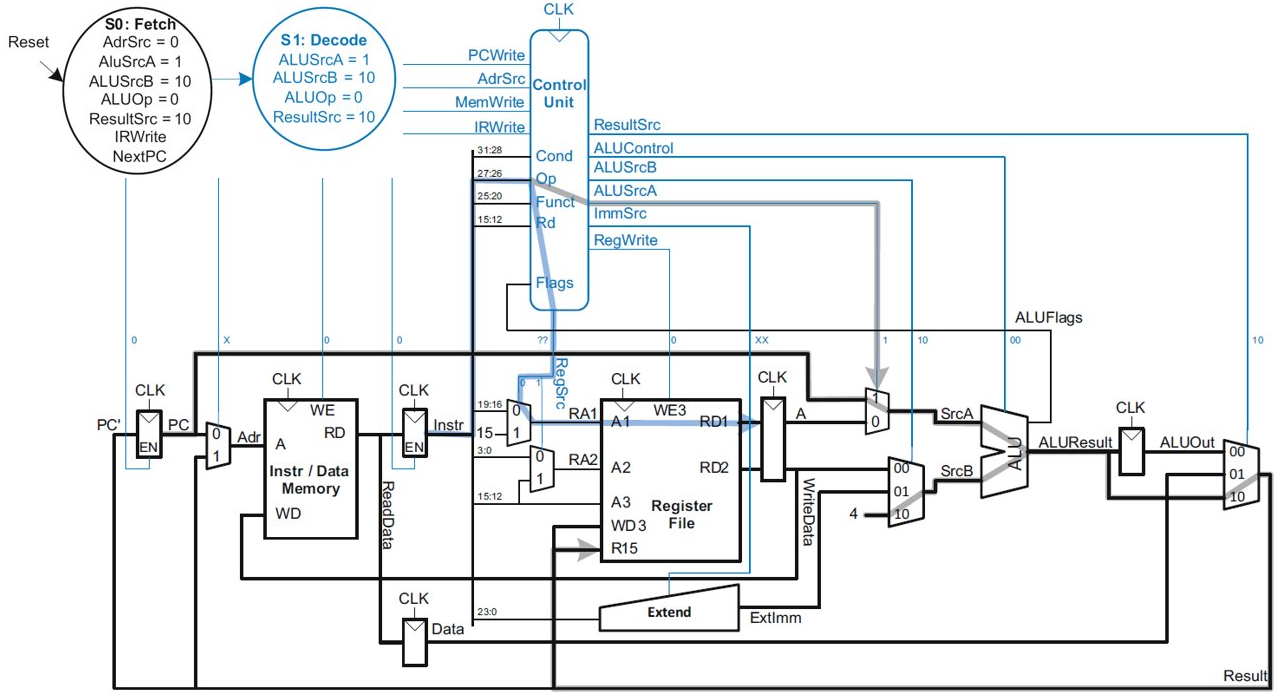 Reset
S0: Fetch
AdrSrc = 0
AluSrcA = 1
ALUSrcB = 10
ALUOp = 0
ResultSrc = 10
IRWrite
NextPC
S1: Decode
ALUSrcA = 1
ALUSrcB = 10
ALUOp = 0
ResultSrc = 10
CLK
PCWrite
AdrSrc
MemWrite
IRWrite
Control
Unit
31:28
Cond
27:26
Op
25:20
Funct
15:12
Rd
Flags
ResultSrc
ALUControl
ALUSrcB
ALUSrcA
ImmSrc
RegWrite
ALUFlags
0
X
0
0
??
0
XX
1
10
00
10
RegSrc
0 1
PC'
CLK
EN
PC
0
1
Adr
CLK
WE
A
RD
Instr / Data
Memory
WD
ReadData
CLK
EN
Instr
19:16
15
0
1
RA1
3:0
0
1
RA2
15:12
CLK
WE3
A1
RD1
A2
RD2
A3
Register
File
WD3
R15
CLK
A
WriteData
1
0
SrcA
00
01
10
4
SrcB
ALU
ALUResult
CLK
ALUOut
00
01
10
23:0
Extend
ExtImm
CLK
Data
Result